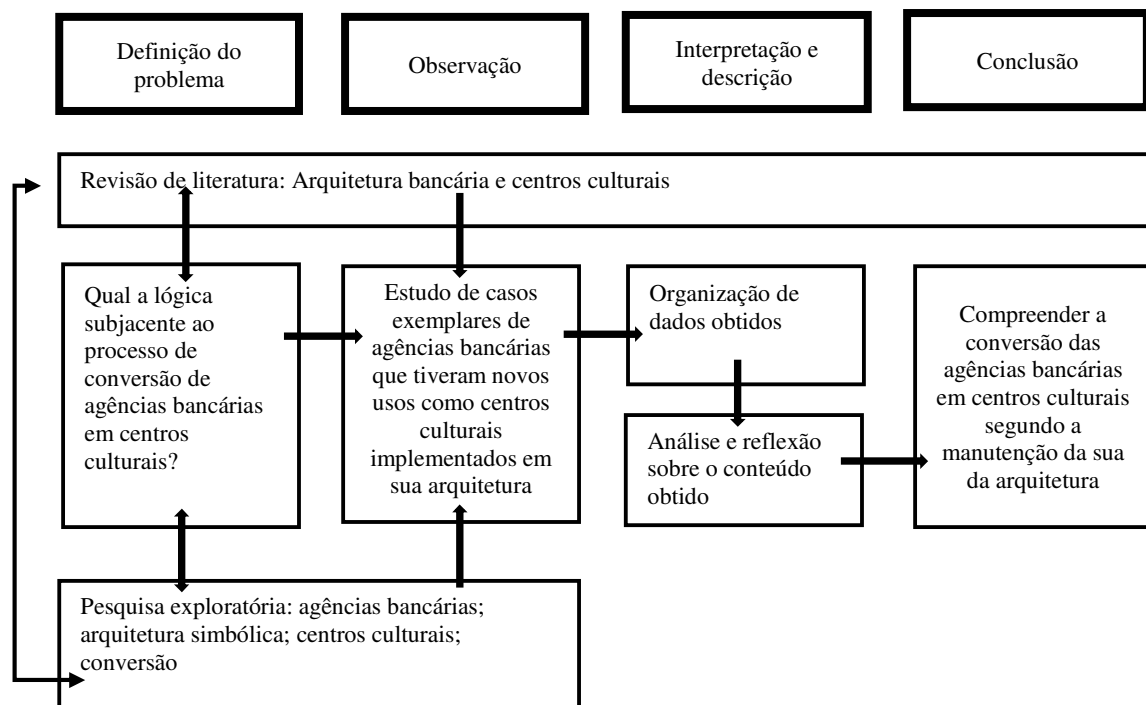 Definição do
problema
Observação
Interpretação e
descrição
Conclusão
Revisão de literatura: Arquitetura bancária e centros culturais
Qual a lógica
subjacente ao
processo de
conversão de
agências bancárias
em centros
culturais?
Estudo de casos
exemplares de
agências bancárias
que tiveram novos
usos como centros
culturais
implementados em
sua arquitetura
Organização de
dados obtidos
Análise e reflexão
sobre o conteúdo
obtido
Compreender a
conversão das
agências bancárias
em centros culturais
segundo a
manutenção da sua
da arquitetura
Pesquisa exploratória: agências bancárias;
arquitetura simbólica; centros culturais;
conversão